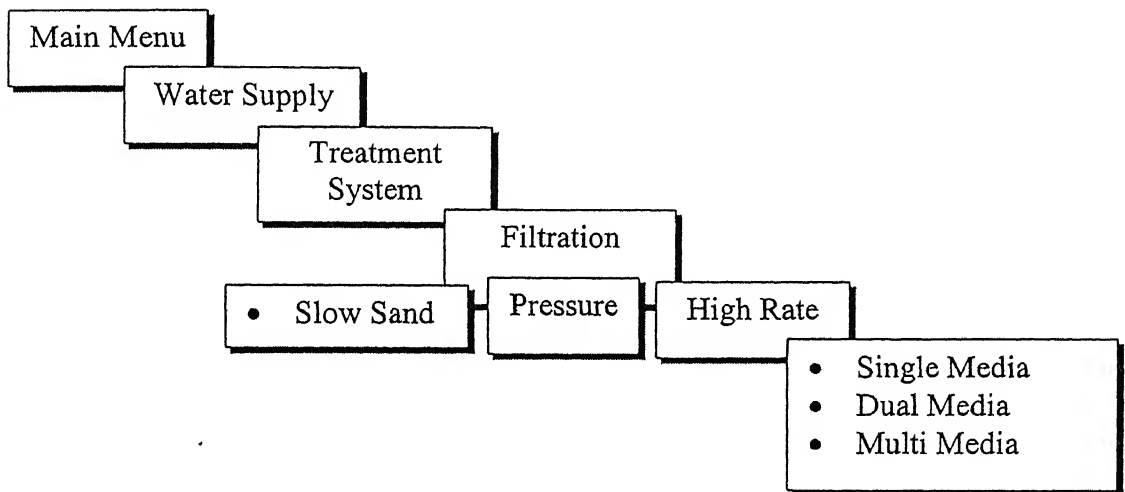 Main Menu
Water Supply
Treatment
System
Filtration
• Slow Sand
Pressure
High Rate
• Single Media
• Dual Media
• Multi Media